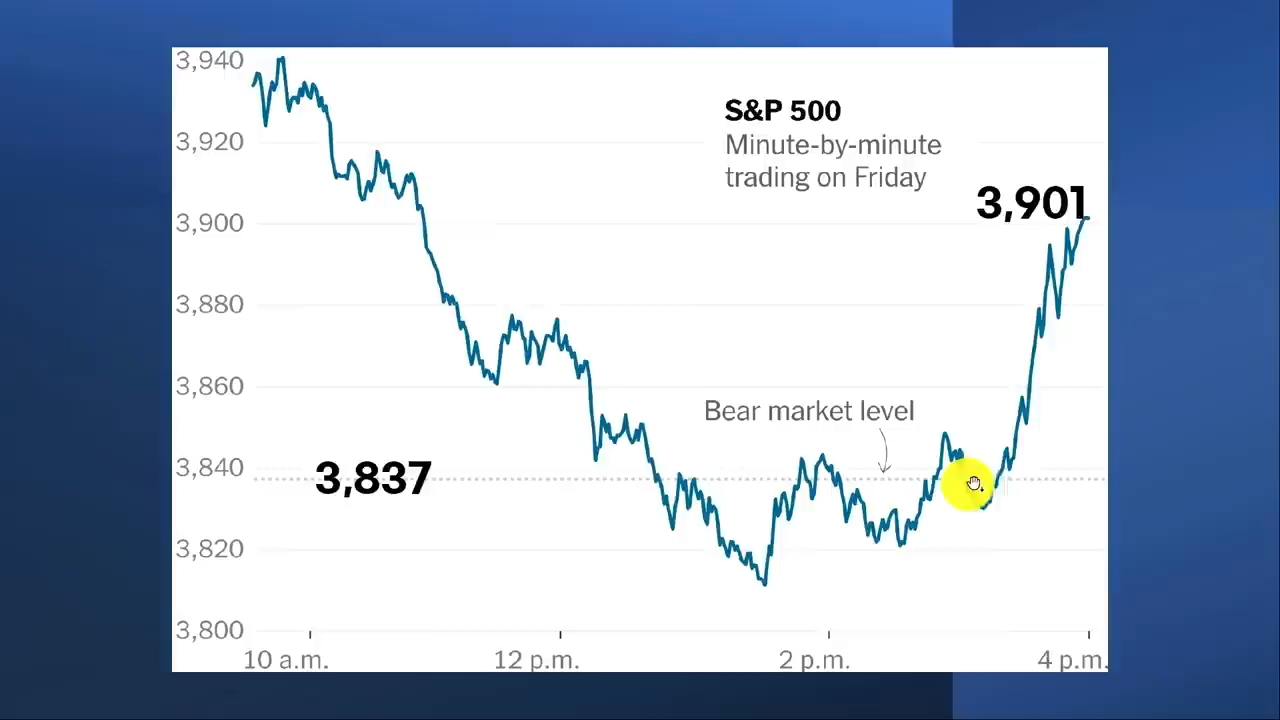 3,940
S&P 500
3,920
Minute-by-minute
trading on Friday
3,901
3,900
3,880
3,860
Bear market level
3,840
3,837
3,820
3,800
10 a.m.
12 p.m.
2 p.m.
4 p.m.